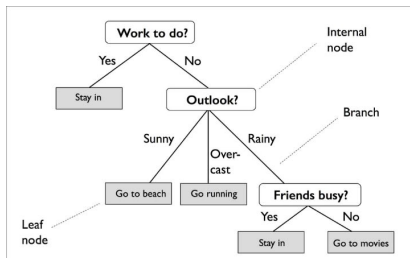 Work to do?
Internal
node
Yes
No
Stay in
Outlook?
Branch
Sunny
Over-
cast
Rainy
Go to beach
Go running
Friends busy?
Leaf
node
Yes
No
Stay in
Go to movies